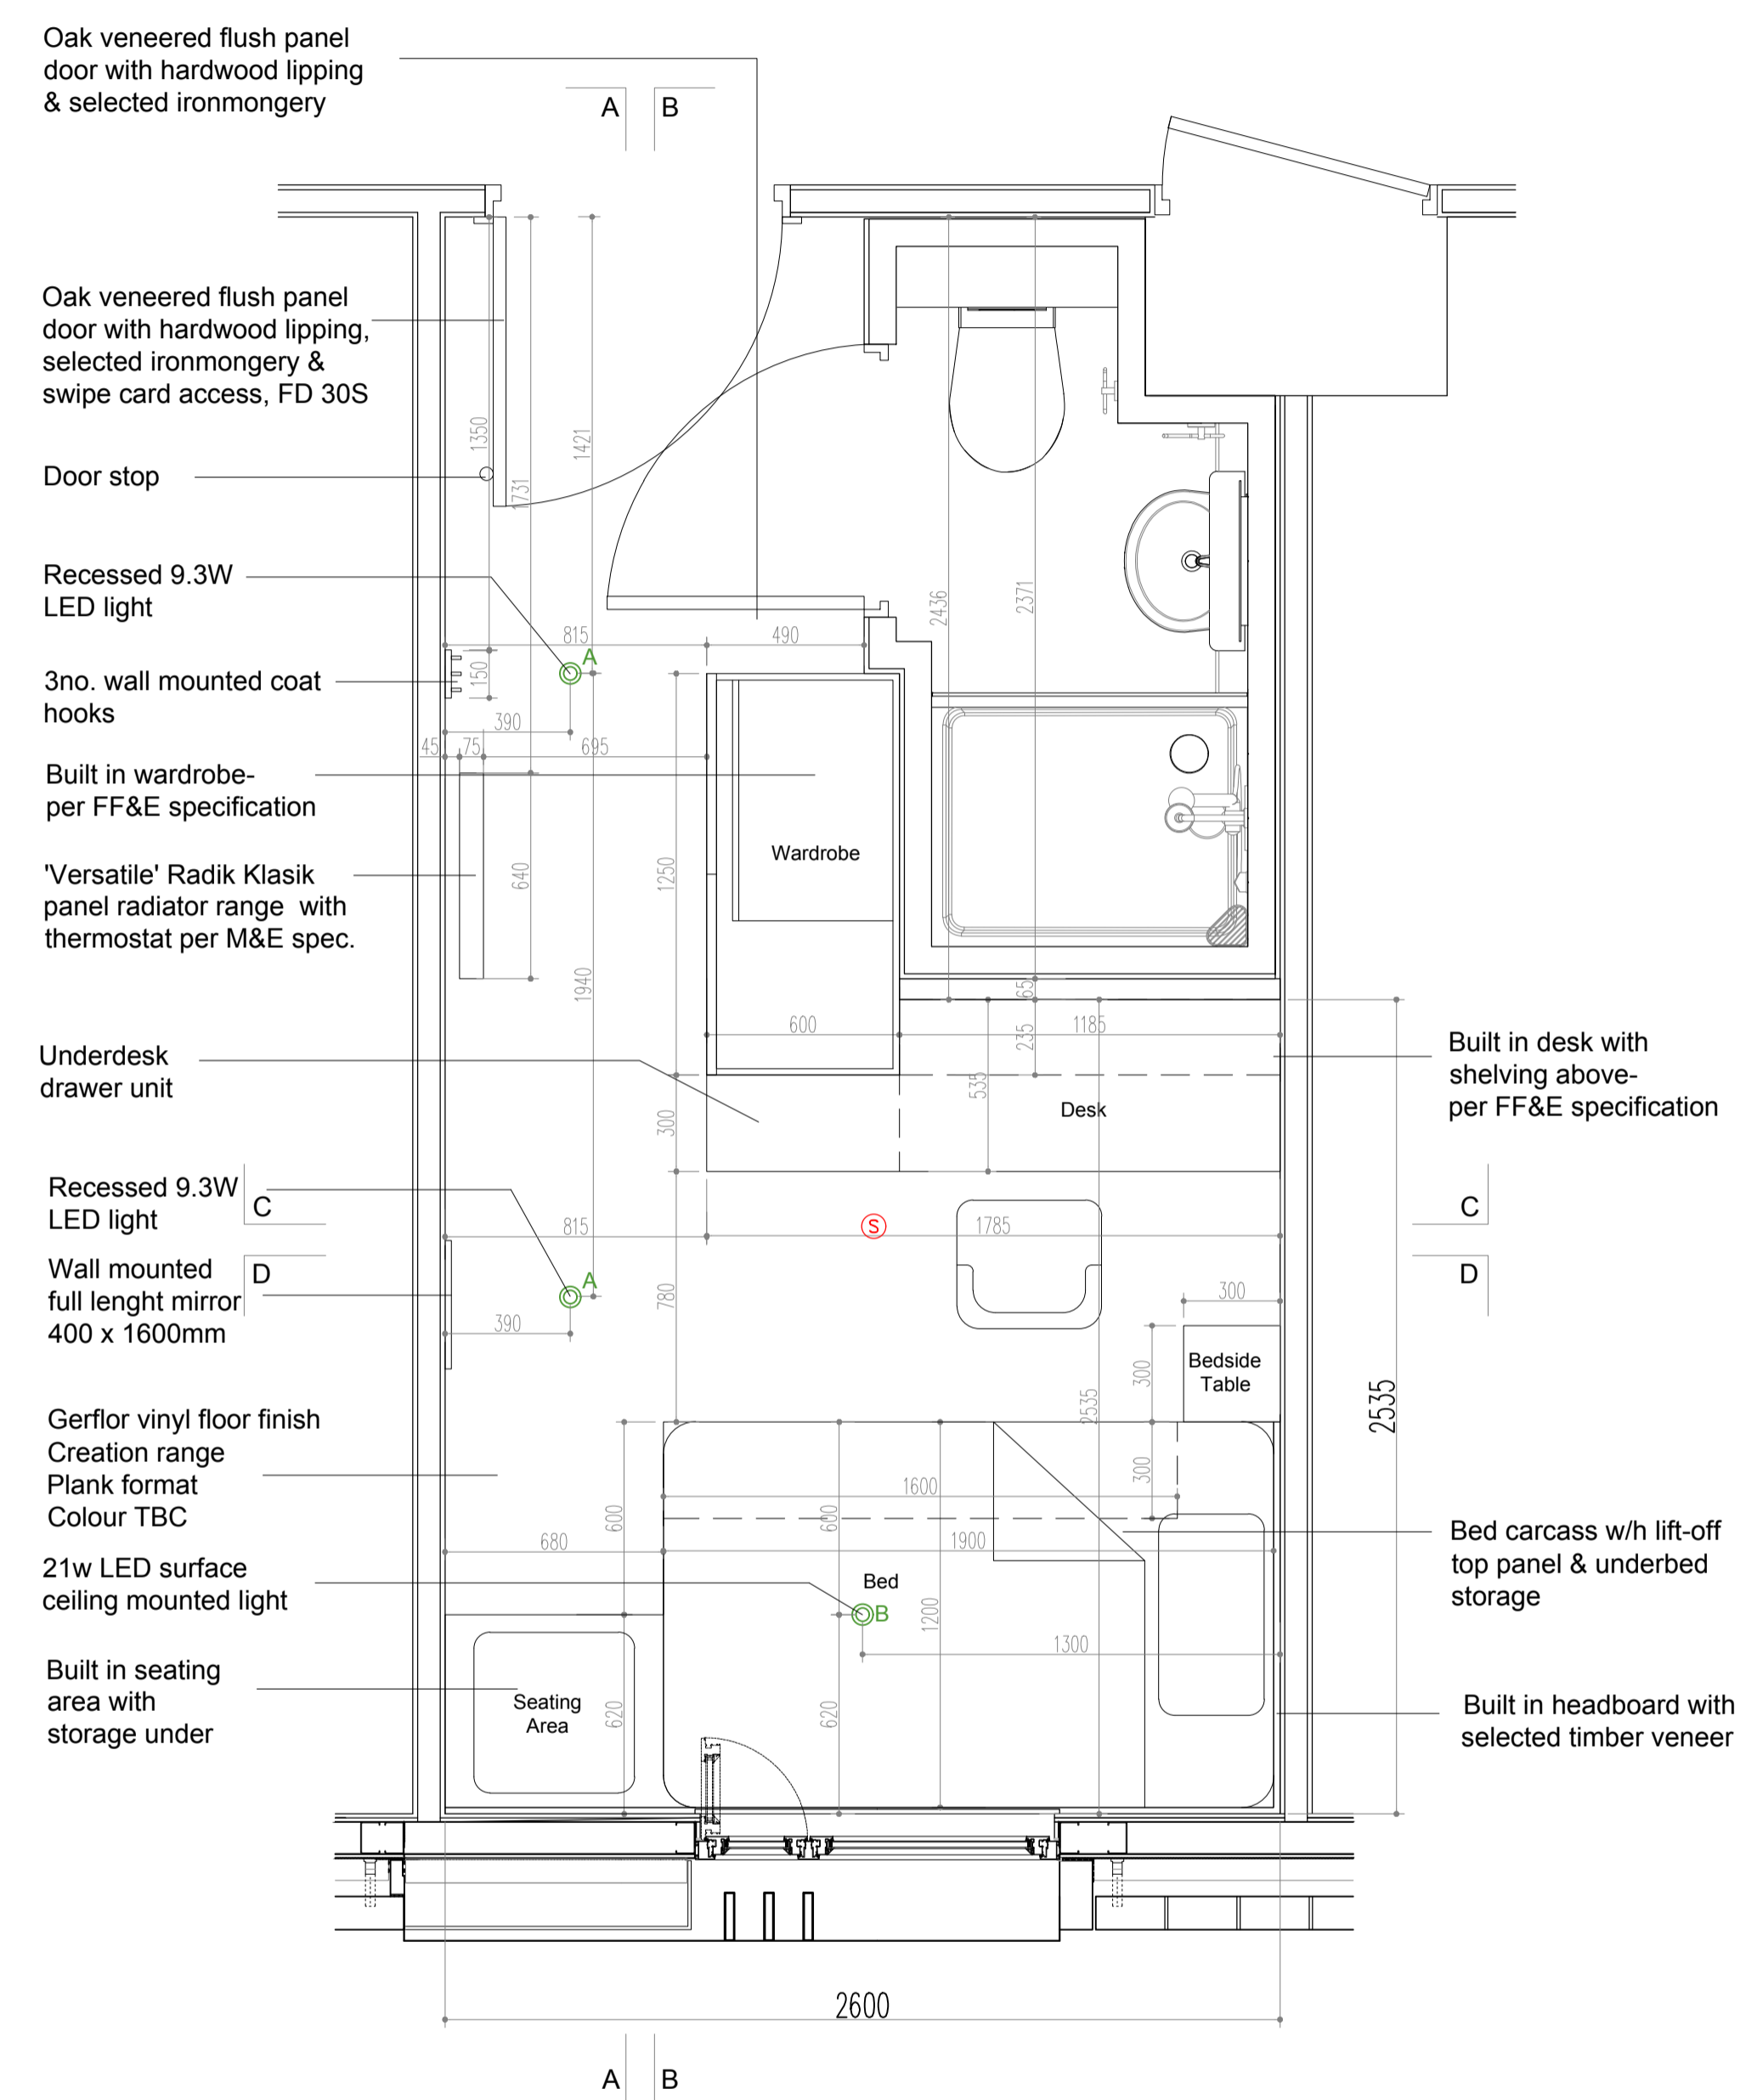 Oak veneered flush panel
door with hardwood lipping
& selected ironmongery
A
B
Oak veneered flush panel
door with hardwood lipping,
selected ironmongery &
swipe card access, FD 30S
1350
1421
1731
Door stop
Recessed 9.3W
LED light
2436
2371
815
490
A
3no. wall mounted coat
hooks
150
390
45
75
695
Built in wardrobe-
per FF&E specification
Wardrobe
'Versatile' Radik Klasik
panel radiator range with
thermostat per M&E spec.
640
1250
1940
65
600
235
1185
Underdesk
drawer unit
535
300
Desk
Built in desk with
shelving above-
per FF&E specification
Recessed 9.3W
LED light
C
C
815
S
1785
Wall mounted
full lenght mirror
400 x 1600mm
D
D
A
780
390
300
Bedside
Table
300
2535
2535
Gerflor vinyl floor finish
Creation range
Plank format
Colour TBC
300
1600
600
600
680
1900
Bed carcass w/h lift-off
top panel & underbed
storage
21w LED surface
ceiling mounted light
Bed
B
1200
1300
Built in seating
area with
storage under
Seating
Area
620
620
Built in headboard with
selected timber veneer
2600
A
B